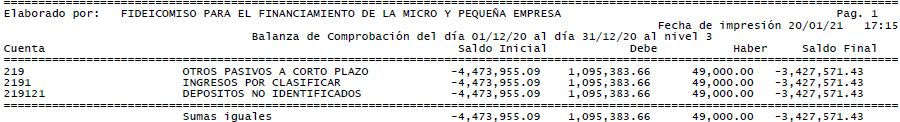 Elaborado por: FIDEICOMISO PARA EL FINANCIAMIENTO DE LA MICRO Y PEQUEÑA EMPRESA Pag. 1
Fecha de impresión 20/01/21 17:15
Balanza de Comprobación del día 01/12/20 al día 31/12/20 al nivel 3
Cuenta Saldo Inicial Debe Haber Saldo Final
219 OTROS PASIVOS A CORTO PLAZO -4,473,955.09 1,095,383.66 49,000.00 -3,427,571.43
2191 INGRESOS POR CLASIFICAR -4,473,955.09 1,095,383.66 49,000.00 -3,427,571.43
219121 DEPOSITOS NO IDENTIFICADOS -4,473,955.09 1,095,383.66 49,000.00 -3,427,571.43
Sumas iguales -4,473,955.09 1,095,383.66 49,000.00 -3,427,571.43